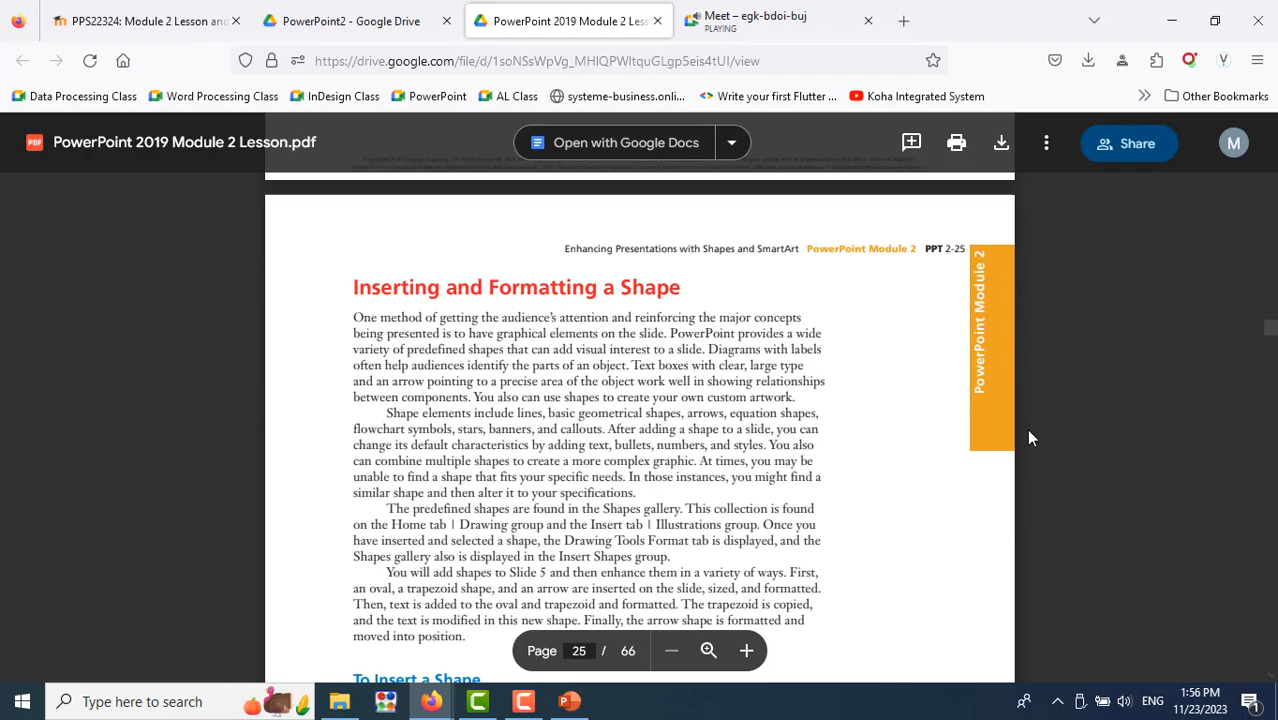 PPS22324: Module 2 Lesson and
PowerPoint2 - Google Drive
PowerPoint 2019 Module 2 Less
Meet – egk-bdoi-buj
PLAYING
https://drive.google.com/file/d/1soNSsWpVg_MHIQPWItquGLgp5eis4tUI/view
Data Processing Class
Word Processing Class
InDesign Class
PowerPoint
AL Class
systeme-business.onli...
Write your first Flutter ...
Koha Integrated System
Other Bookmarks
PDF
PowerPoint 2019 Module 2 Lesson.pdf
Open with Google Docs
Share
M
Enhancing Presentations with Shapes and SmartArt PowerPoint Module 2 PPT 2-25
PowerPoint Module 2
Inserting and Formatting a Shape
One method of getting the audience's attention and reinforcing the major concepts
being presented is to have graphical elements on the slide. PowerPoint provides a wide
variety of predefined shapes that can add visual interest to a slide. Diagrams with labels
often help audiences identify the parts of an object. Text boxes with clear, large type
and an arrow pointing to a precise area of the object work well in showing relationships
between components. You also can use shapes to create your own custom artwork.
Shape elements include lines, basic geometrical shapes, arrows, equation shapes,
flowchart symbols, stars, banners, and callouts. After adding a shape to a slide, you can
change its default characteristics by adding text, bullets, numbers, and styles. You also
can combine multiple shapes to create a more complex graphic. At times, you may be
unable to find a shape that fits your specific needs. In those instances, you might find a
similar shape and then alter it to your specifications.
The predefined shapes are found in the Shapes gallery. This collection is found
on the Home tab | Drawing group and the Insert tab | Illustrations group. Once you
have inserted and selected a shape, the Drawing Tools Format tab is displayed, and the
Shapes gallery also is displayed in the Insert Shapes group.
You will add shapes to Slide 5 and then enhance them in a variety of ways. First,
an oval, a trapezoid shape, and an arrow are inserted on the slide, sized, and formatted.
Then, text is added to the oval and trapezoid and formatted. The trapezoid is copied,
and the text is modified in this new shape. Finally, the arrow shape is formatted and
moved into position.
Page 25 / 66
To Insert a Shape
Type here to search
ENG
1:56 PM
11/23/2023
1